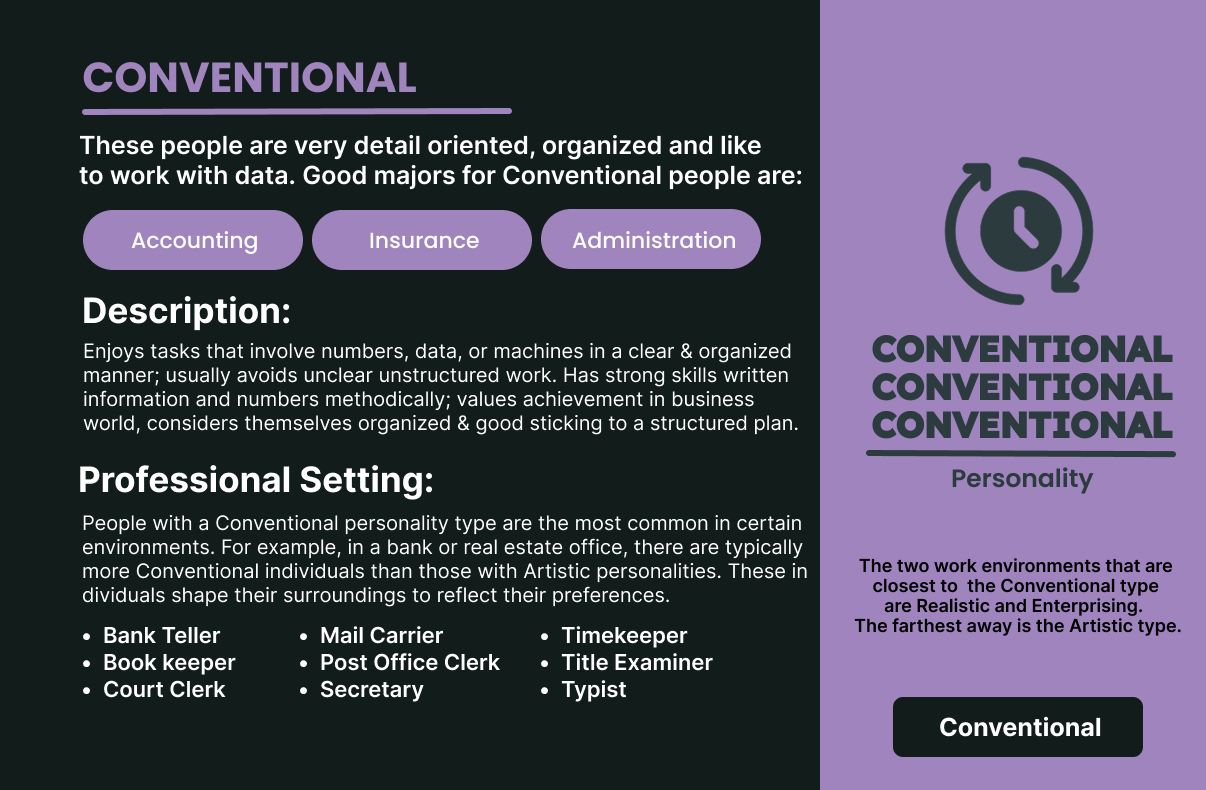 CONVENTIONAL
These people are very detail oriented, organized and like
to work with data. Good majors for Conventional people are:
Accounting
Insurance
Administration
Description:
Enjoys tasks that involve numbers, data, or machines in a clear & organized
manner; usually avoids unclear unstructured work. Has strong skills written
information and numbers methodically; values achievement in business
world, considers themselves organized & good sticking to a structured plan.
Professional Setting:
People with a Conventional personality type are the most common in certain
environments. For example, in a bank or real estate office, there are typically
more Conventional individuals than those with Artistic personalities. These in
dividuals shape their surroundings to reflect their preferences.
• Bank Teller
• Book keeper
• Court Clerk
• Mail Carrier
• Post Office Clerk
• Secretary
• Timekeeper
• Title Examiner
• Typist
CONVENTIONAL
CONVENTIONAL
CONVENTIONAL
Personality
The two work environments that are
closest to  the Conventional type
are Realistic and Enterprising.
The farthest away is the Artistic type.
Conventional